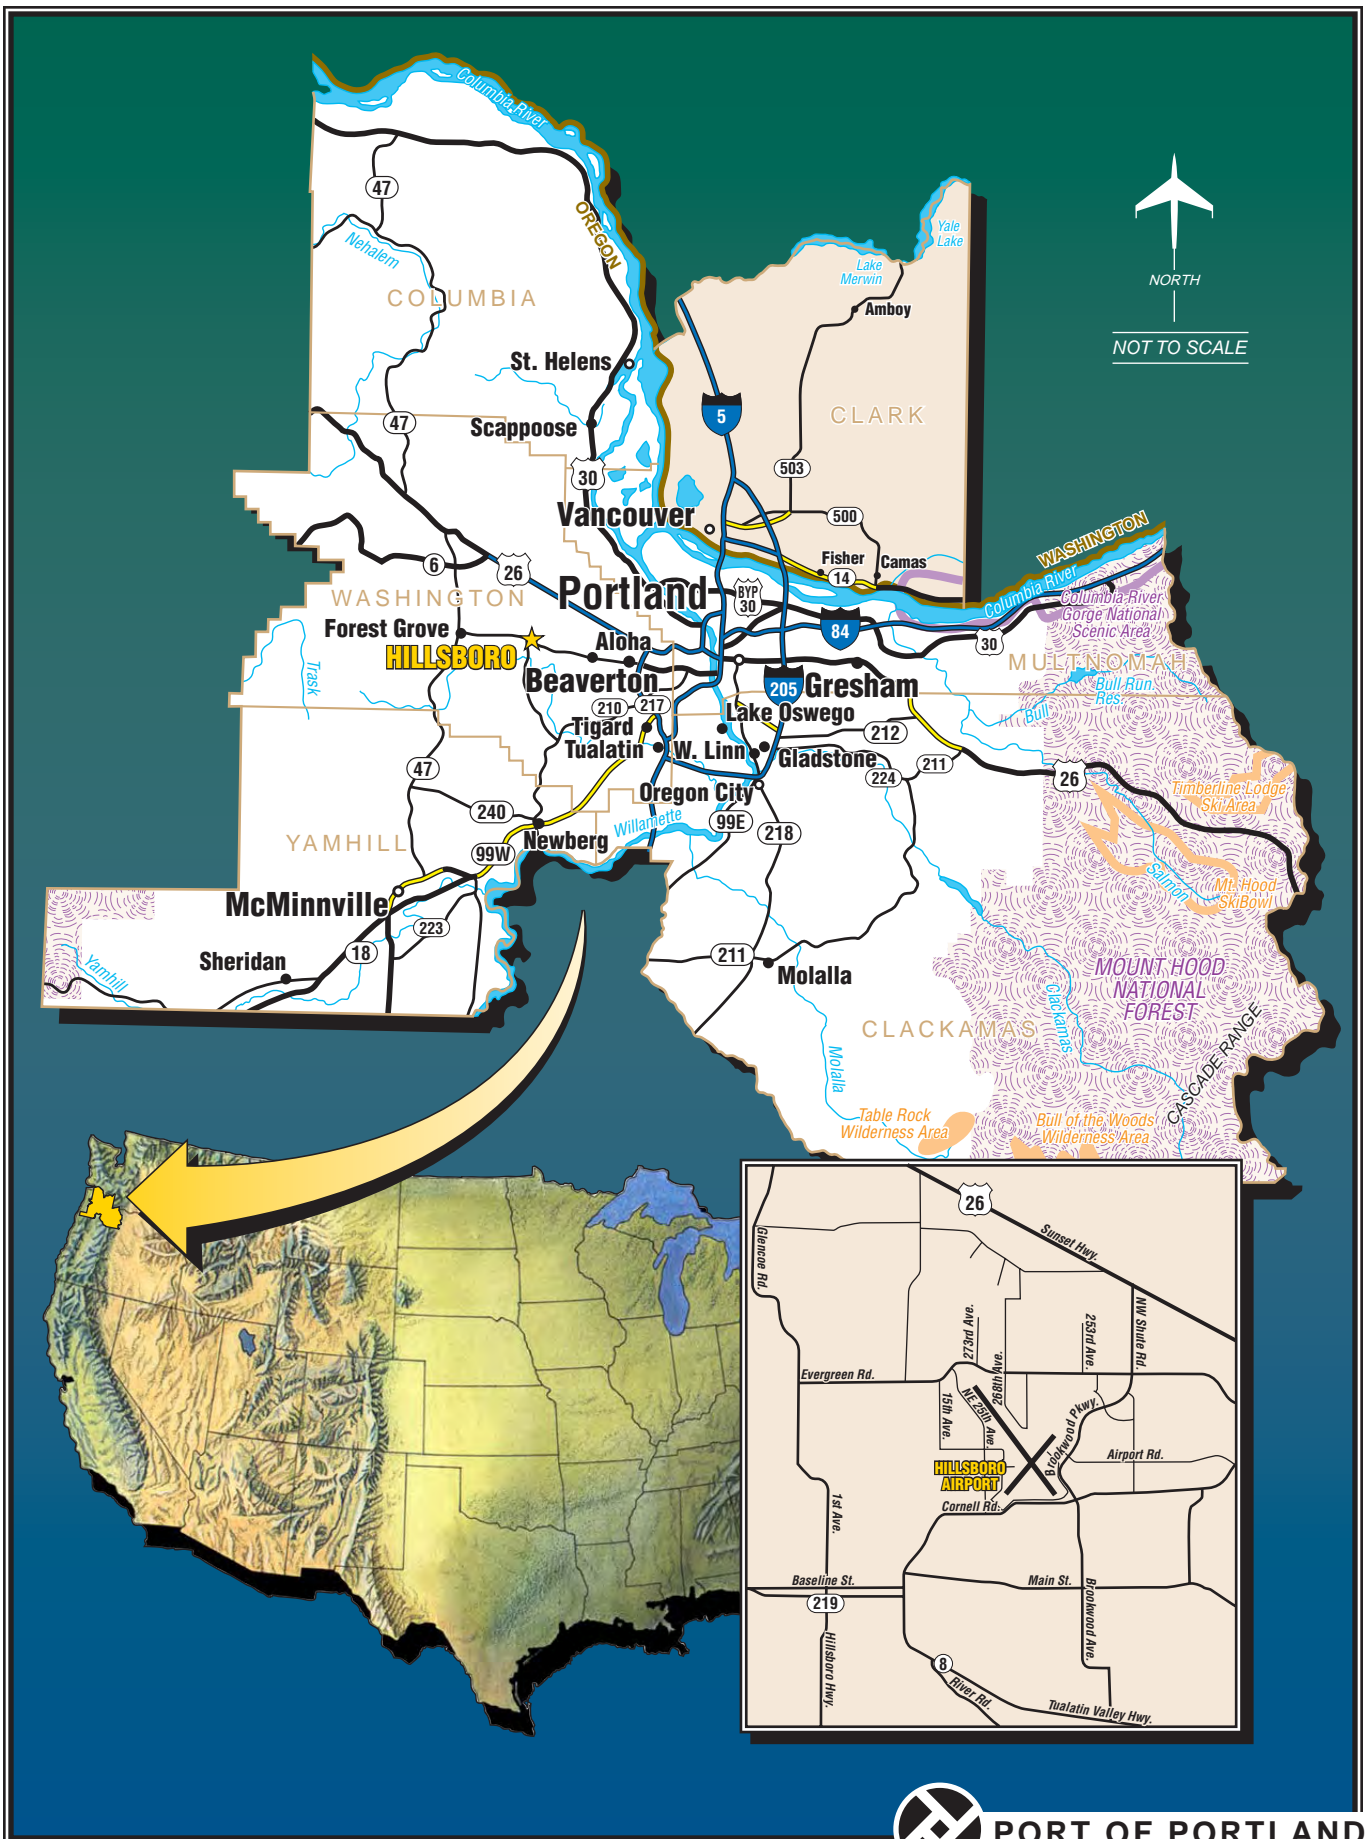 Columbia River
47
OREGON
Nehalem
COLUMBIA
Yale
Lake
Lake
Merwin
Amboy
NORTH
NOT TO SCALE
St. Helens
5
CLARK
47
Scappoose
30
503
Vancouver
500
WASHINGTON
6
26
Fisher
14
Camas
Columbia River
Columbia River
Gorge National
Scenic Area
WASHINGTON
Portland
BYP
30
84
30
Forest Grove
HILLSBORO
Aloha
MULTNOMAH
Trask
Beaverton
205
Gresham
Bull Run
Res.
Bull
210
217
Lake Oswego
Tigard
212
Tualatin
W. Linn
Gladstone
47
224
211
26
Oregon City
Timberline Lodge
Ski Area
240
Willamette
99E
218
YAMHILL
99W
Newberg
Salmon
Mt. Hood
SkiBowl
McMinnville
223
Sheridan
18
211
Molalla
Yamhill
MOUNT HOOD
NATIONAL
FOREST
Clackamas
CLACKAMAS
CASCADE RANGE
Molalla
Table Rock
Wilderness Area
Bull of the Woods
Wilderness Area
26
Sunset Hwy.
Glencoe Rd.
NW Shute Rd.
273rd Ave.
253rd Ave.
268th Ave.
Evergreen Rd.
15th Ave.
NE 25th Ave.
Brookwood Pkwy.
Airport Rd.
HILLSBORO
AIRPORT
Cornell Rd.
1st Ave.
Baseline St.
Main St.
219
Brookwood Ave.
Hillsboro Hwy.
8
River Rd.
Tualatin Valley Hwy.
PORT OF PORTLAND